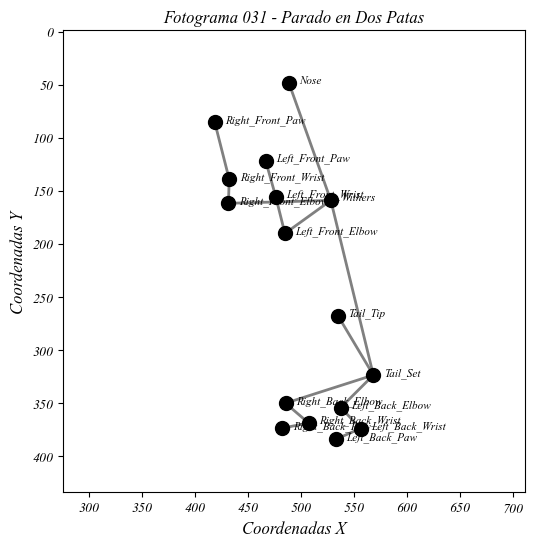 Fotograma 031 - Parado en Dos Patas
0
50
100
150
200
250
300
350
400
Coordenadas Y
Nose
Right_Front_Paw
Left_Front_Paw
Right_Front_Wrist
Left_Front_Wrist
Withers
Right_Front_Elbow
Left_Front_Elbow
Tail_Tip
Tail_Set
Right_Back_Elbow
Left_Back_Elbow
Right_Back_Wrist
Left_Back_Wrist
Left_Back_Paw
300 350 400 450 500 550 600 650 700
Coordenadas X